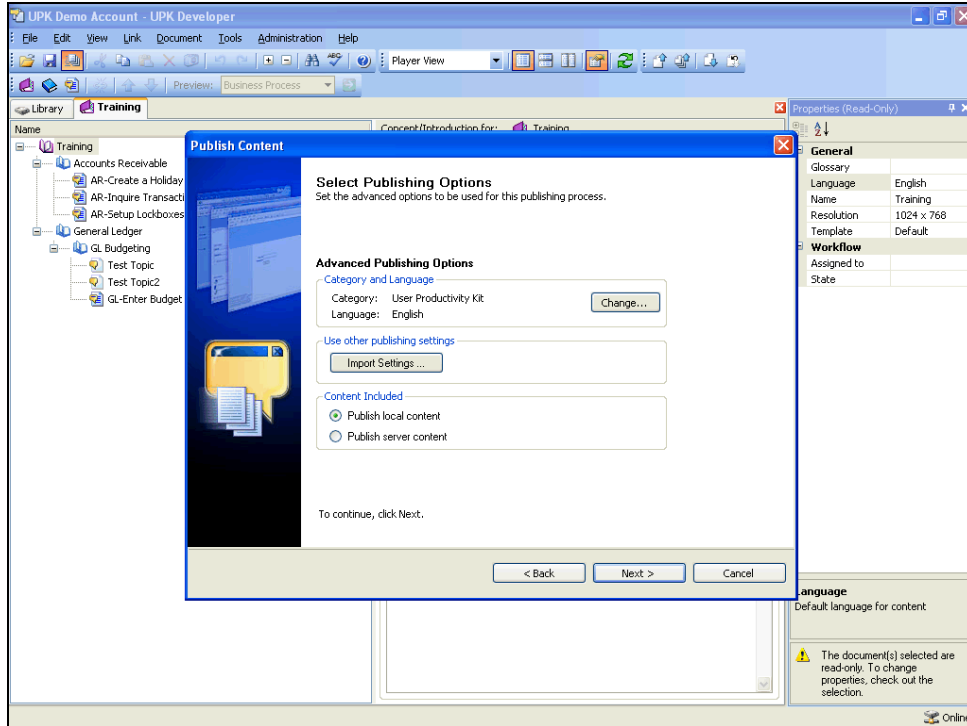 UPK Demo Account - UPK Developer
File Edit View Link Document Tools Administration Help
Player View
Preview: Business Process
Library Training
Name
Training
Accounts Receivable
AR-Create a Holiday
AR-Inquire Transacti
AR-Setup Lockboxes
General Ledger
GL Budgeting
Test Topic
Test Topic2
GL-Enter Budget
Concept/Introduction for: Training
Publish Content
Select Publishing Options
Set the advanced options to be used for this publishing process.
Advanced Publishing Options
Category and Language
Category: User Productivity Kit
Language: English
Change...
Use other publishing settings
Import Settings ...
Content Included
Publish local content
Publish server content
To continue, click Next.
< Back Next > Cancel
Properties (Read-Only)
General
Glossary
Language English
Name Training
Resolution 1024 x 768
Template Default
Workflow
Assigned to
State
Language
Default language for content
The document(s) selected are
read-only. To change
properties, check out the
selection.
Online